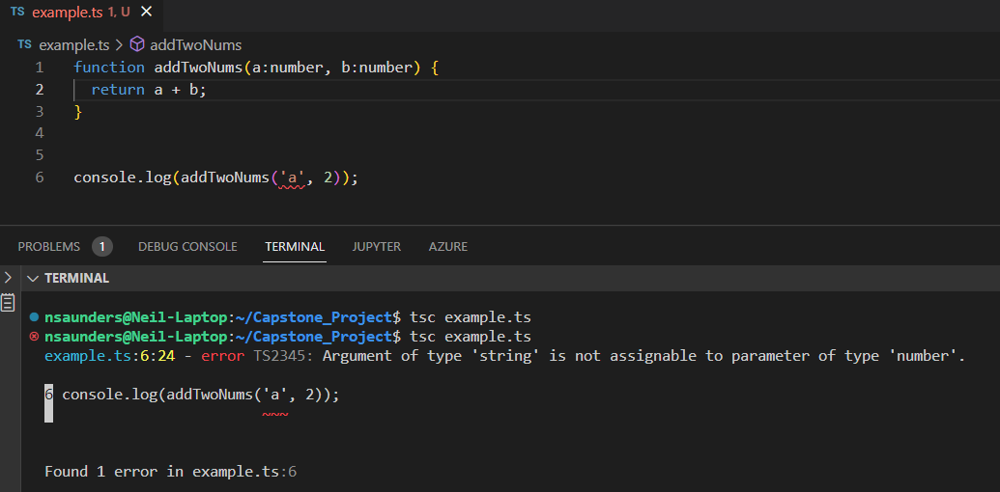 TS example.ts 1, U ×
TS example.ts > addTwoNums
1 function addTwoNums(a:number, b:number) {
2 return a + b;
3 }
4
5
6 console.log(addTwoNums('a', 2));
PROBLEMS 1 DEBUG CONSOLE TERMINAL JUPYTER AZURE
TERMINAL
nsaunders@Neil-Laptop:~/Capstone_Project$ tsc example.ts
nsaunders@Neil-Laptop:~/Capstone_Project$ tsc example.ts
example.ts:6:24 - error TS2345: Argument of type 'string' is not assignable to parameter of type 'number'.
6 console.log(addTwoNums('a', 2));
~~~
Found 1 error in example.ts:6